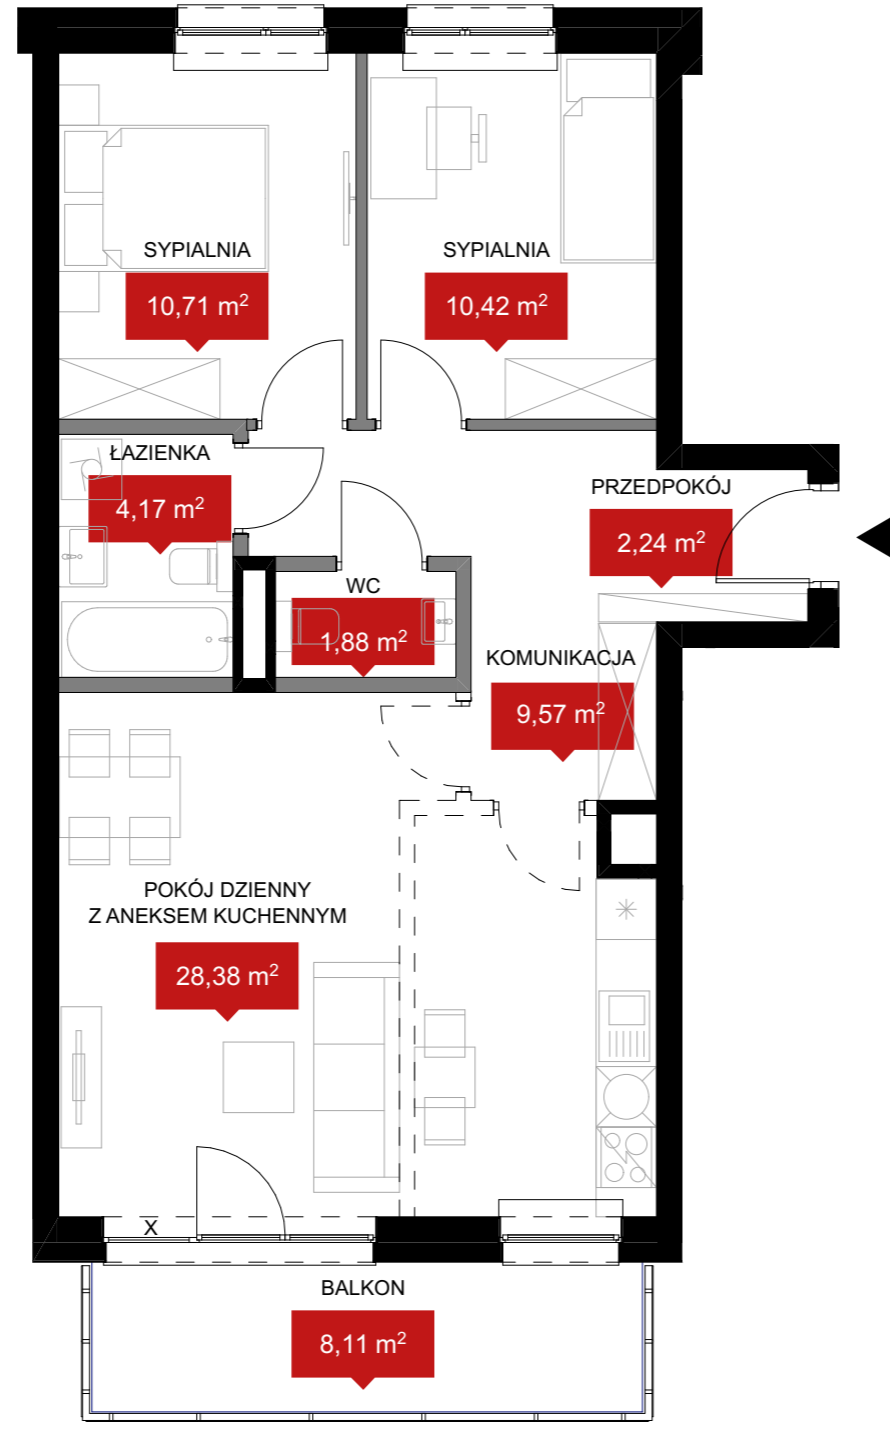 SYPIALNIA
10,71 m²
SYPIALNIA
10,42 m²
ŁAZIENKA
4,17 m²
PRZEDPOKÓJ
2,24 m²
WC
1,88 m²
KOMUNIKACJA
9,57 m²
POKÓJ DZIENNY
Z ANEKSEM KUCHENNYM
28,38 m²
X
BALKON
8,11 m²